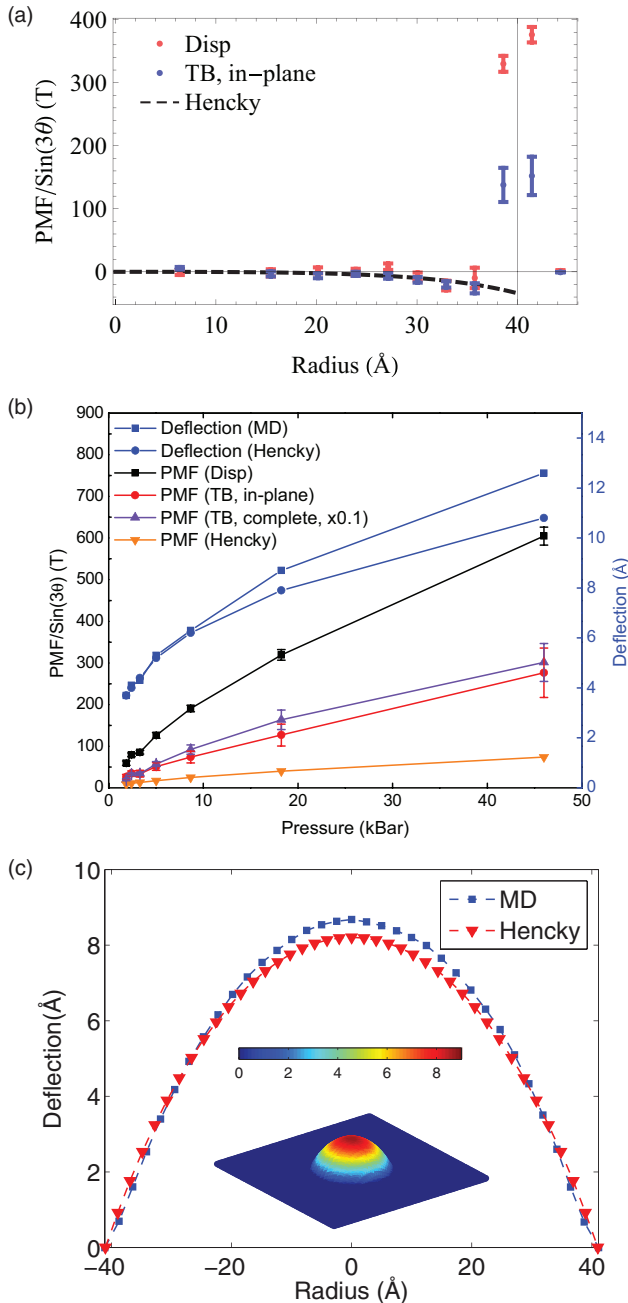 (a)
400
300
200
100
0
PMF/Sin(3θ) (T)
Disp
TB, in−plane
Hencky
0 10 20 30 40
Radius (Å)
(b)
900
800
700
600
500
400
300
200
100
0
PMF/Sin(3θ) (T)
Deflection (MD)
Deflection (Hencky)
PMF (Disp)
PMF (TB, in-plane)
PMF (TB, complete, x0.1)
PMF (Hencky)
14
12
10
8
6
4
2
0
Deflection (Å)
0 10 20 30 40 50
Pressure (kBar)
(c)
10
8
6
4
2
0
Deflection(Å)
MD
Hencky
0 2 4 6 8
−40 −20 0 20 40
Radius (Å)